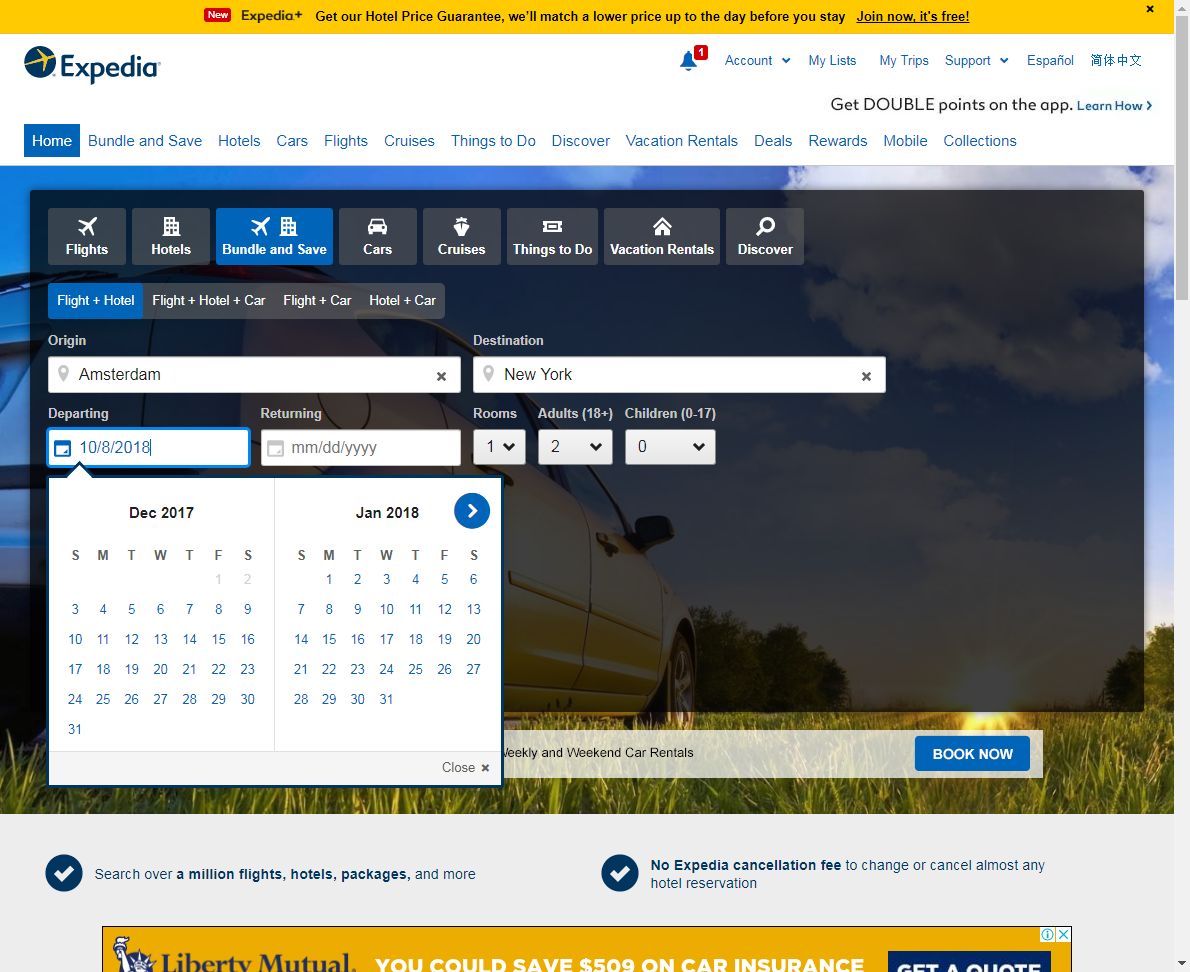 New Expedia+ Get our Hotel Price Guarantee, we'll match a lower price up to the day before you stay Join now, it's free!
Expedia
1 Account My Lists My Trips Support Español 简体中文
Get DOUBLE points on the app. Learn How
Home Bundle and Save Hotels Cars Flights Cruises Things to Do Discover Vacation Rentals Deals Rewards Mobile Collections
Flights Hotels Bundle and Save Cars Cruises Things to Do Vacation Rentals Discover
Flight + Hotel Flight + Hotel + Car Flight + Car Hotel + Car
Origin Destination
Amsterdam New York
Departing Returning Rooms Adults (18+) Children (0-17)
10/8/2018 mm/dd/yyyy 1 2 0
Dec 2017 Jan 2018
S M T W T F S S M T W T F S
1 2 1 2 3 4 5 6
3 4 5 6 7 8 9 7 8 9 10 11 12 13
10 11 12 13 14 15 16 14 15 16 17 18 19 20
17 18 19 20 21 22 23 21 22 23 24 25 26 27
24 25 26 27 28 29 30 28 29 30 31
31
Weekly and Weekend Car Rentals BOOK NOW
Close
Search over a million flights, hotels, packages, and more
No Expedia cancellation fee to change or cancel almost any
hotel reservation
Liberty Mutual. YOU COULD SAVE $509 ON CAR INSURANCE GET A QUOTE